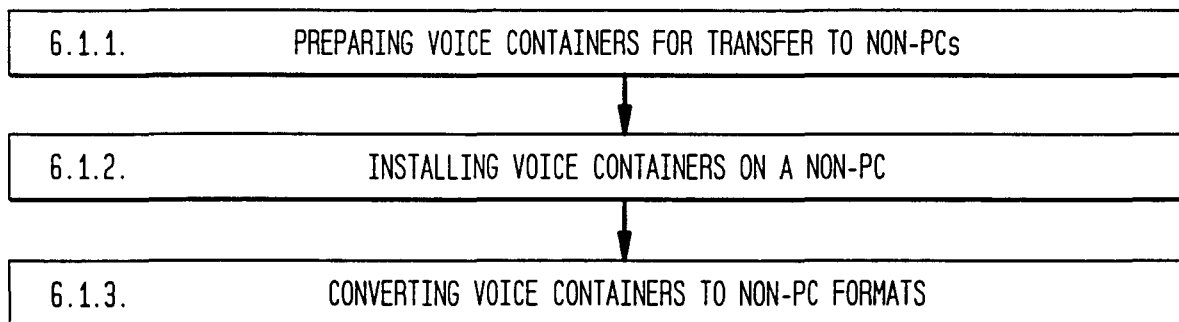 6.1.1. PREPARING VOICE CONTAINERS FOR TRANSFER TO NON-PCs
6.1.2. INSTALLING VOICE CONTAINERS ON A NON-PC
6.1.3. CONVERTING VOICE CONTAINERS TO NON-PC FORMATS